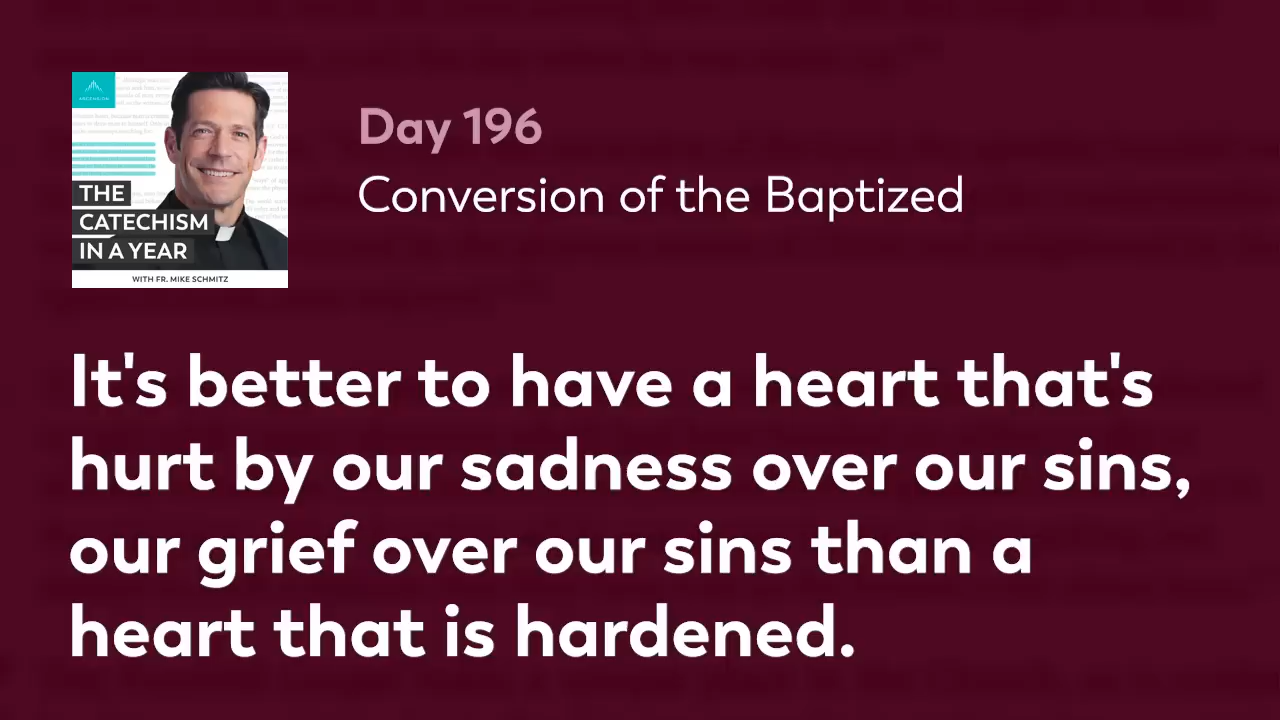 Day 196
Conversion of the Baptized
ASCENSION
THE
CATECHISM
IN A YEAR
WITH FR. MIKE SCHMITZ
It's better to have a heart that's
hurt by our sadness over our sins,
our grief over our sins than a
heart that is hardened.